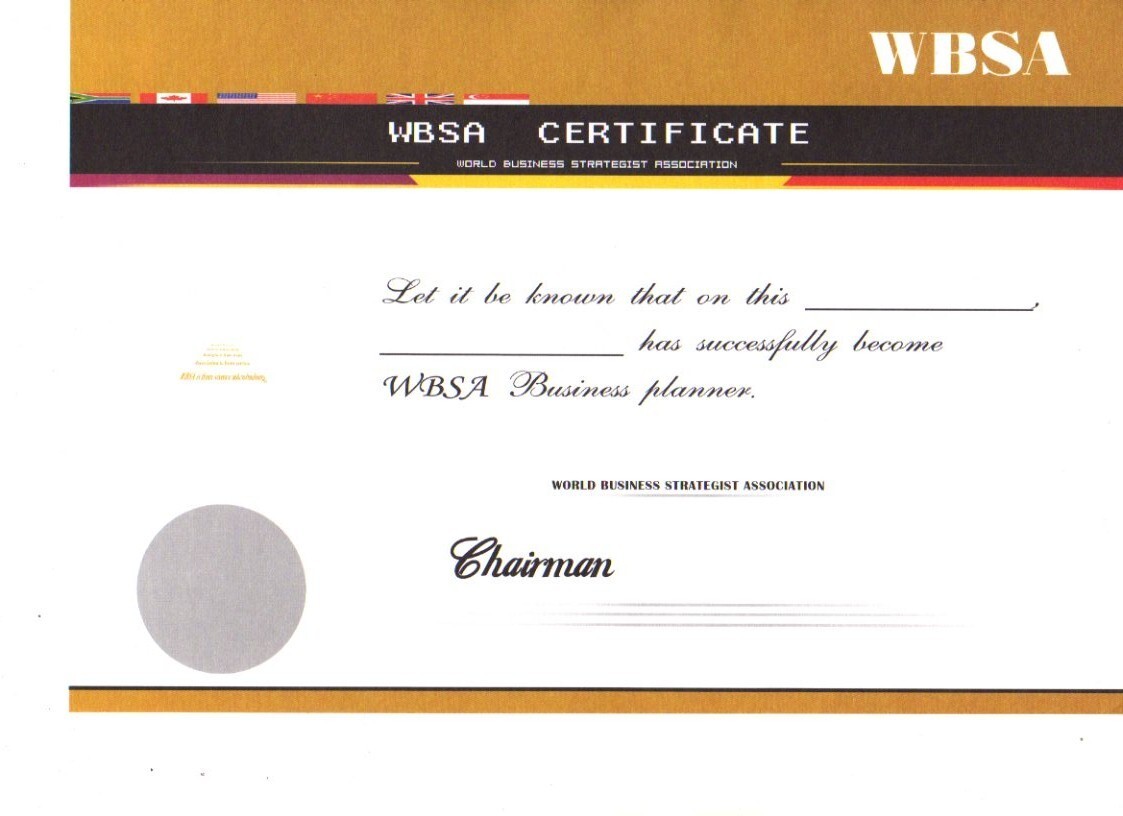 WBSA
WBSA CERTIFICATE
WORLD BUSINESS STRATEGIST ASSOCIATION
Let it be known that on this ,
has successfully become
WBSA Business planner.
WORLD BUSINESS STRATEGIST ASSOCIATION
Chairman